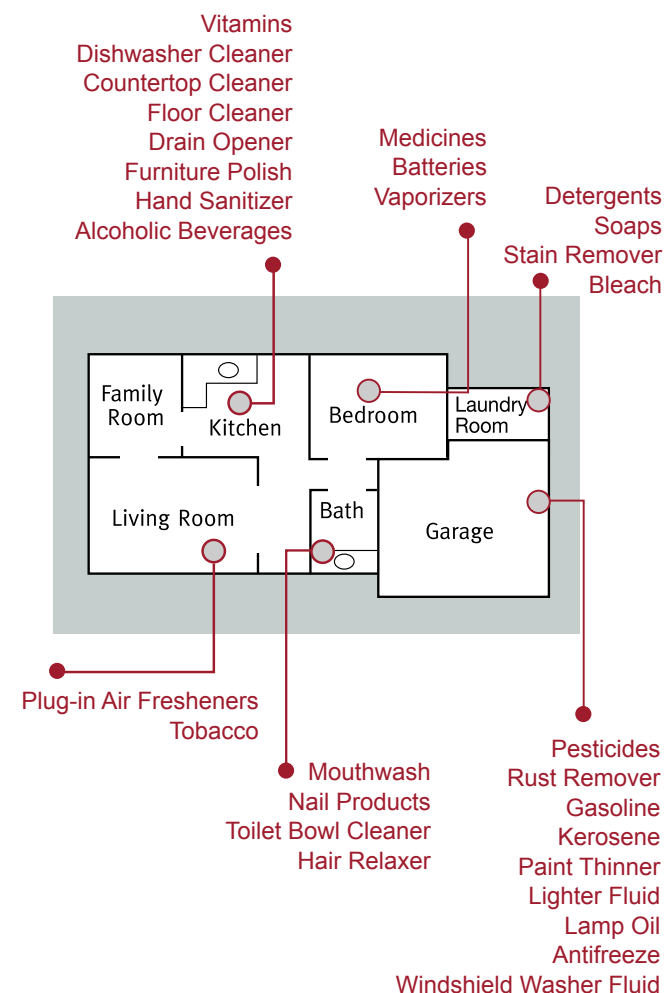 Vitamins
Dishwasher Cleaner
Countertop Cleaner
Floor Cleaner
Drain Opener
Furniture Polish
Hand Sanitizer
Alcoholic Beverages
Medicines
Batteries
Vaporizers
Detergents
Soaps
Stain Remover
Bleach
Family
Room
Kitchen
Bedroom
Laundry
Room
Living Room
Bath
Garage
Plug-in Air Fresheners
Tobacco
Mouthwash
Nail Products
Toilet Bowl Cleaner
Hair Relaxer
Pesticides
Rust Remover
Gasoline
Kerosene
Paint Thinner
Lighter Fluid
Lamp Oil
Antifreeze
Windshield Washer Fluid